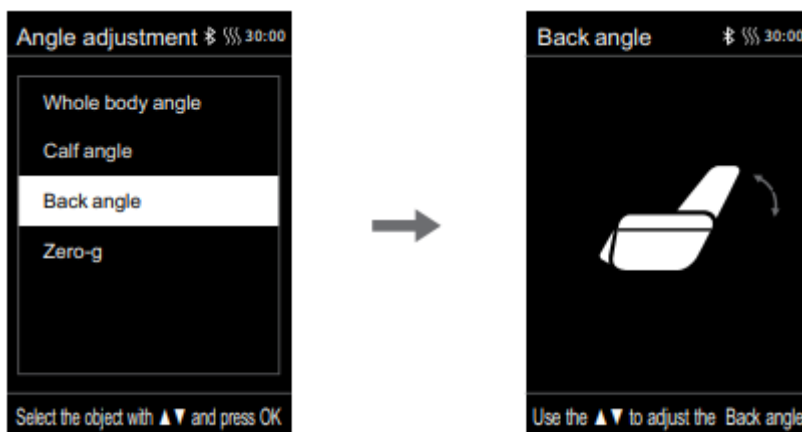 Angle adjustment 30:00
Whole body angle
Calf angle
Back angle
Zero-g
Select the object with ▲▼ and press OK
Back angle 30:00
Use the ▲▼ to adjust the Back angle